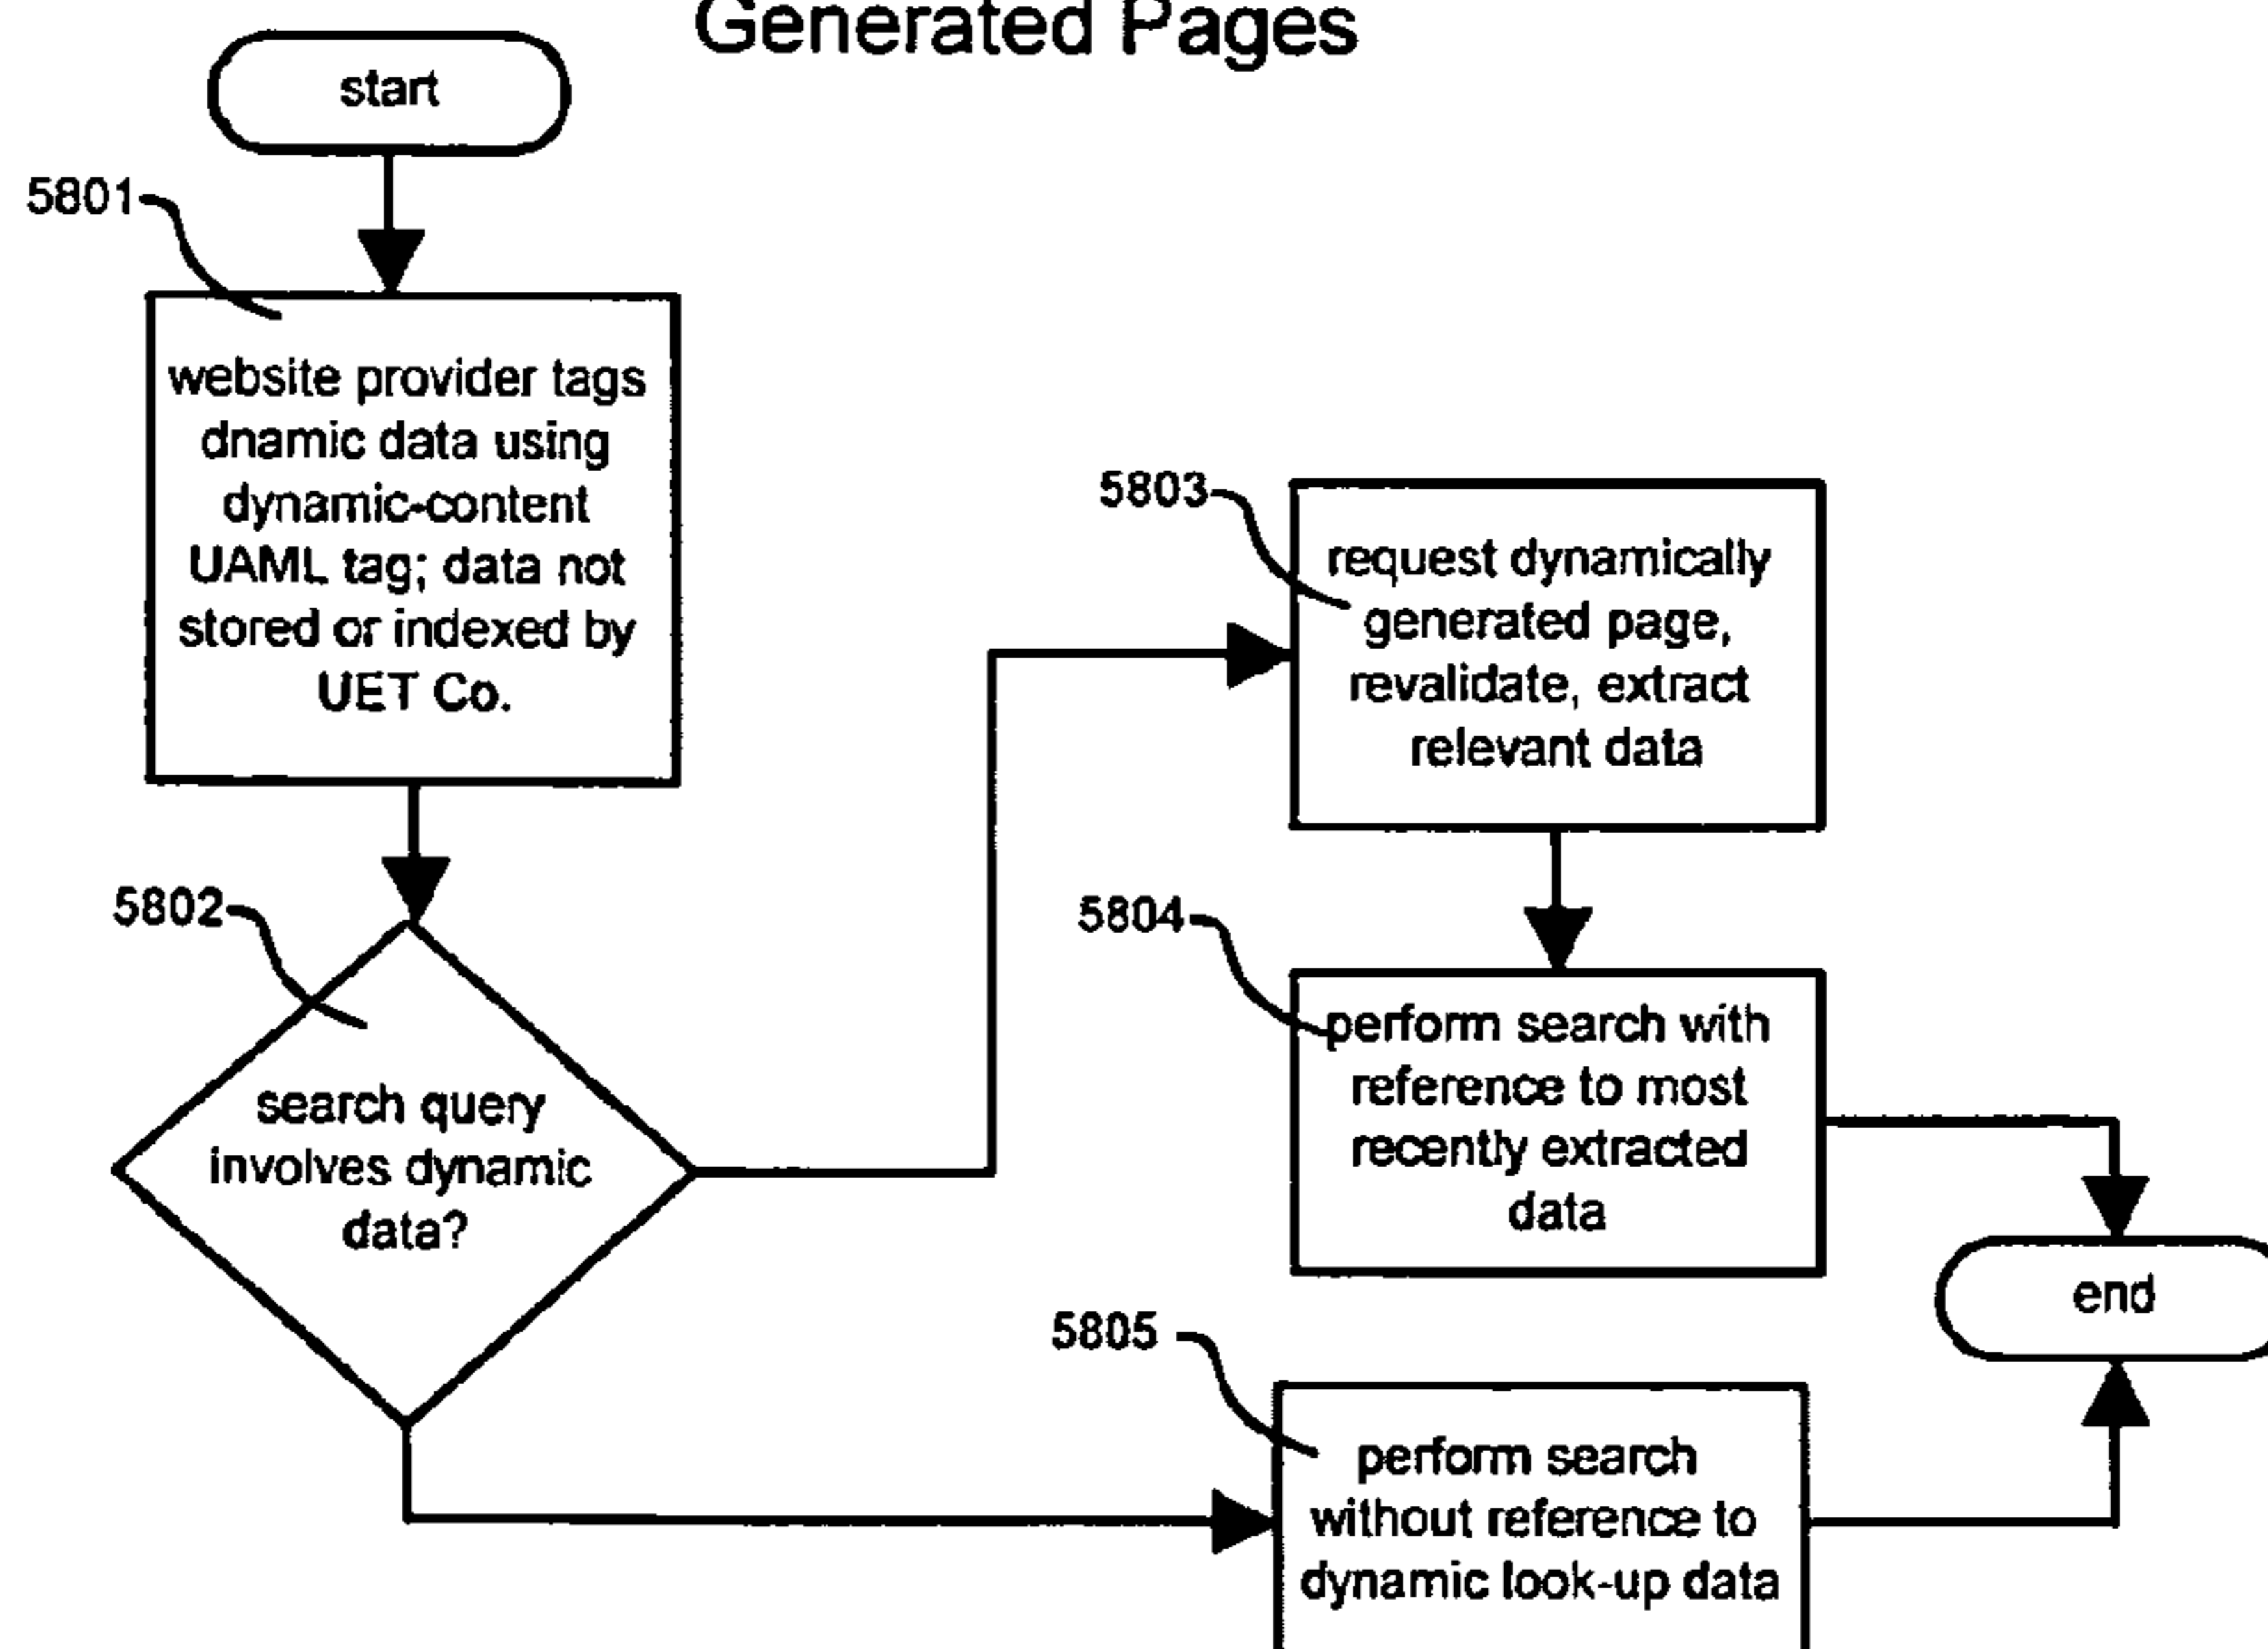 Generated Pages
start
5801
website provider tags
dnamic data using
dynamic-content
UAML tag; data not
stored or indexed by
UET Co.
5802
search query
involves dynamic
data?
5803
request dynamically
generated page,
revalidate, extract
relevant data
5804
perform search with
reference to most
recently extracted
data
end
5805
perform search
without reference to
dynamic look-up data